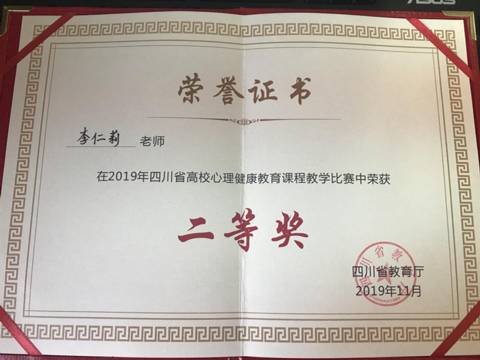 ASUS
荣誉证书
李仁莉 老师
在2019年四川省高校心理健康教育课程教学比赛中荣获
二等奖
四川省教育厅
2019年11月